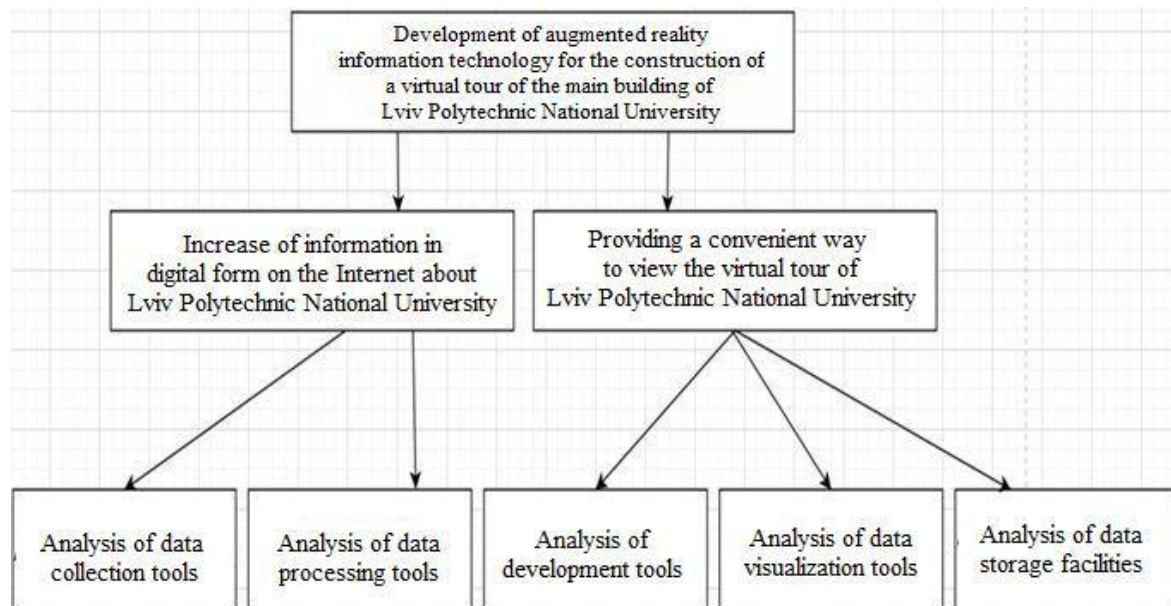 Development of augmented reality
information technology for the construction of
a virtual tour of the main building of
Lviv Polytechnic National University
Increase of information in
digital form on the Internet about
Lviv Polytechnic National University
Providing a convenient way
to view the virtual tour of
Lviv Polytechnic National University
Analysis of data
collection tools
Analysis of data
processing tools
Analysis of
development tools
Analysis of data
visualization tools
Analysis of data
storage facilities